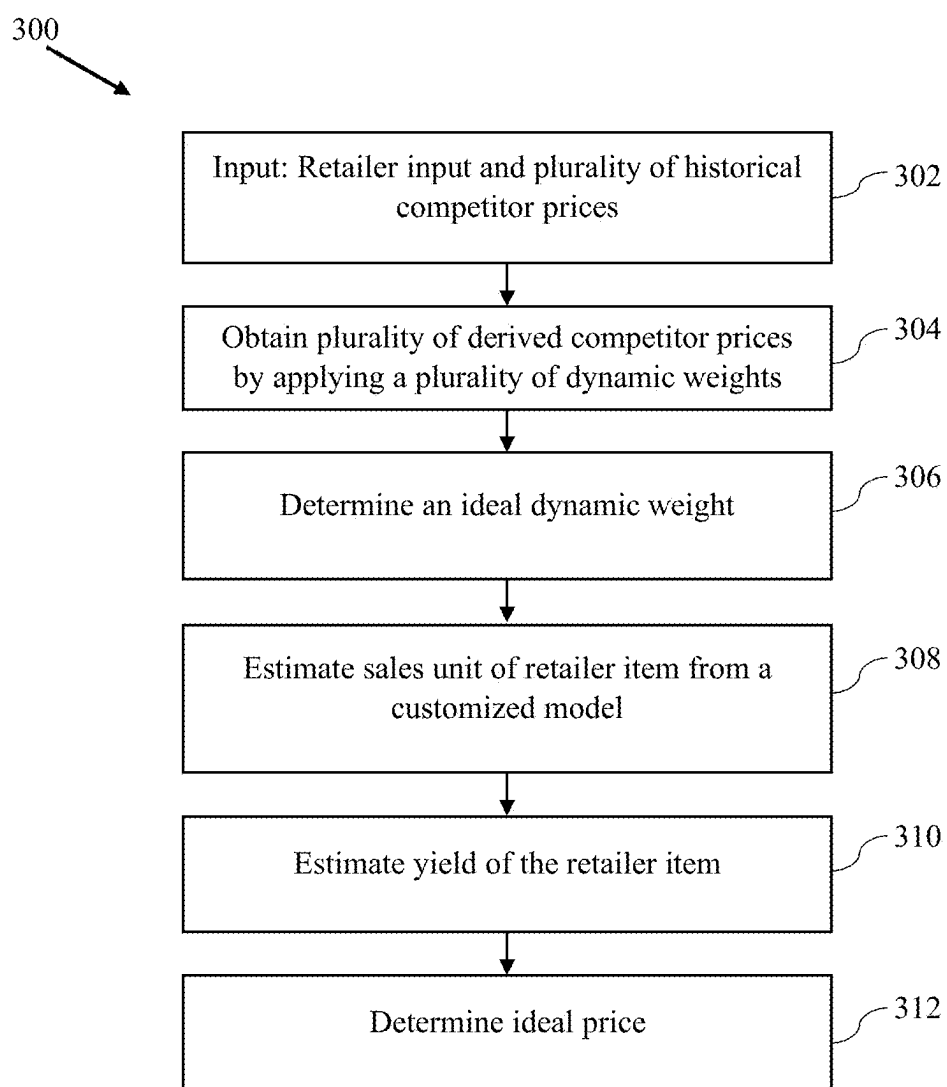 300
Input: Retailer input and plurality of historical
competitor prices
302
Obtain plurality of derived competitor prices
by applying a plurality of dynamic weights
304
Determine an ideal dynamic weight
306
Estimate sales unit of retailer item from a
customized model
308
Estimate yield of the retailer item
310
Determine ideal price
312